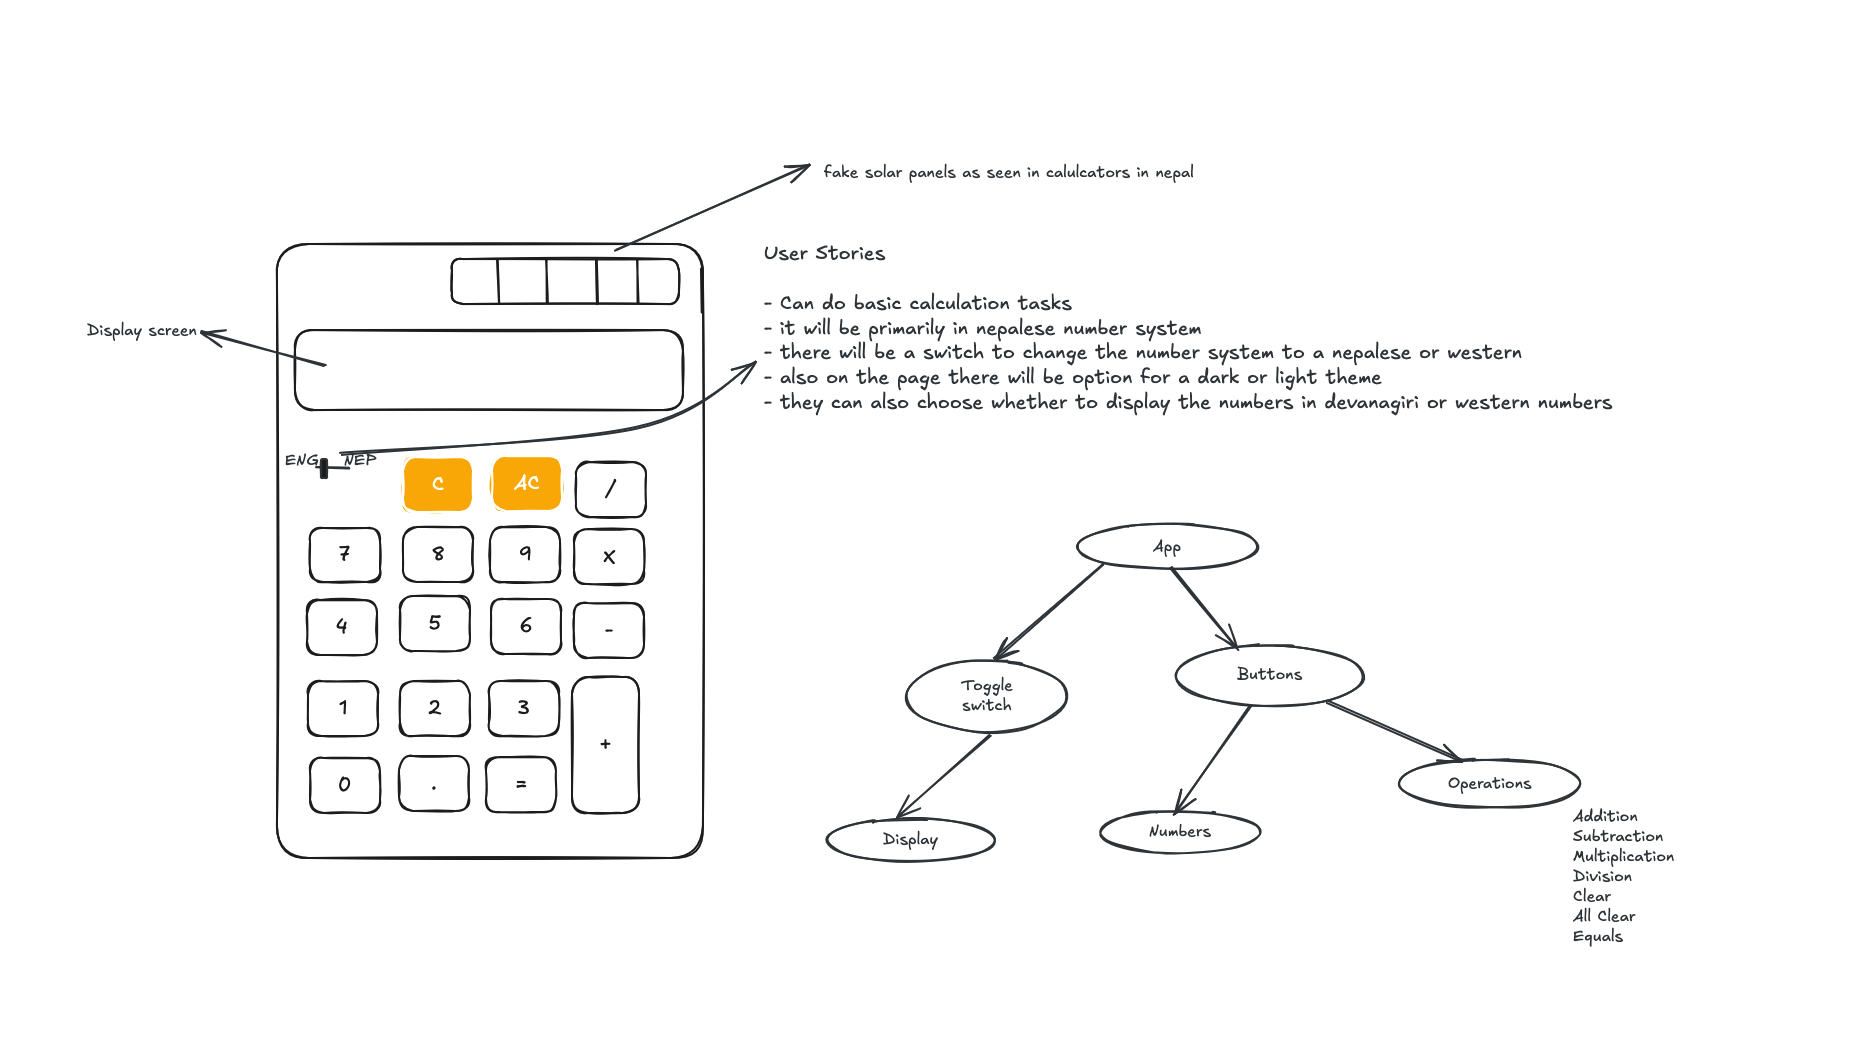 fake solar panels as seen in calulcators in nepal
User Stories
- Can do basic calculation tasks
- it will be primarily in nepalese number system
- there will be a switch to change the number system to a nepalese or western
- also on the page there will be option for a dark or light theme
- they can also choose whether to display the numbers in devanagiri or western numbers
Display screen
ENG NEP
C AC /
7 8 9 x
4 5 6 -
1 2 3
+
0 . =
App
Toggle
switch
Buttons
Display
Numbers
Operations
Addition
Subtraction
Multiplication
Division
Clear
All Clear
Equals